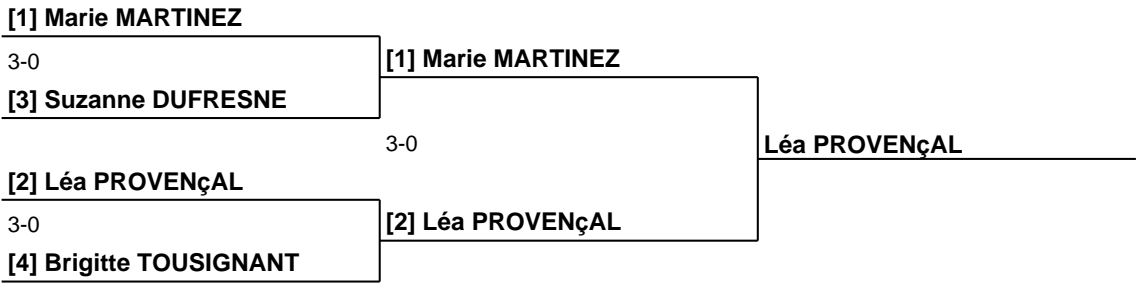 [1] Marie MARTINEZ
3-0
[1] Marie MARTINEZ
[3] Suzanne DUFRESNE
3-0
Léa PROVENçAL
[2] Léa PROVENçAL
3-0
[2] Léa PROVENçAL
[4] Brigitte TOUSIGNANT